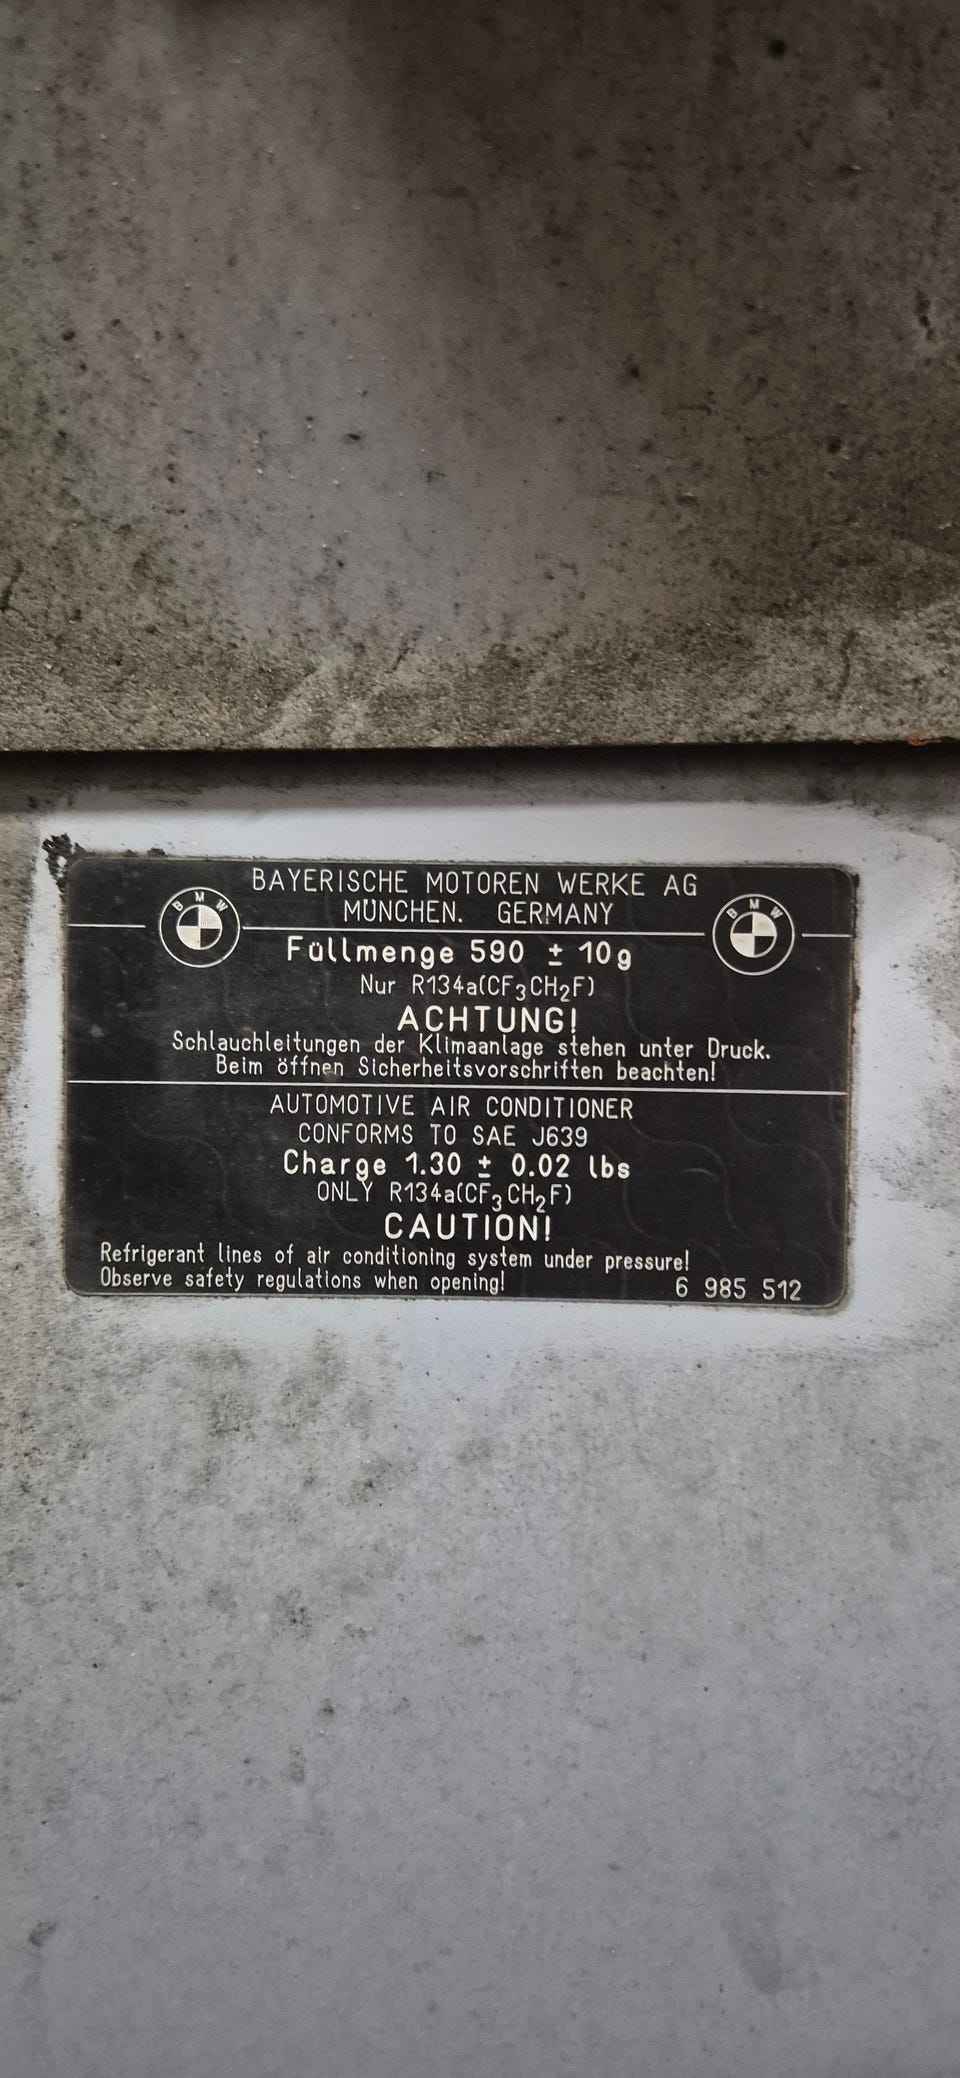 BAYERISCHE MOTOREN WERKE AG
MÜNCHEN. GERMANY
BMW
BMW
Füllmenge 590 ± 10g
Nur R134a(CF3CH2F)
ACHTUNG!
Schlauchleitungen der Klimaanlage stehen unter Druck.
Beim öffnen Sicherheitsvorschriften beachten!
AUTOMOTIVE AIR CONDITIONER
CONFORMS TO SAE J639
Charge 1.30 ± 0.02 lbs
ONLY R134a(CF3CH2F)
CAUTION!
Refrigerant lines of air conditioning system under pressure!
Observe safety regulations when opening!
6 985 512